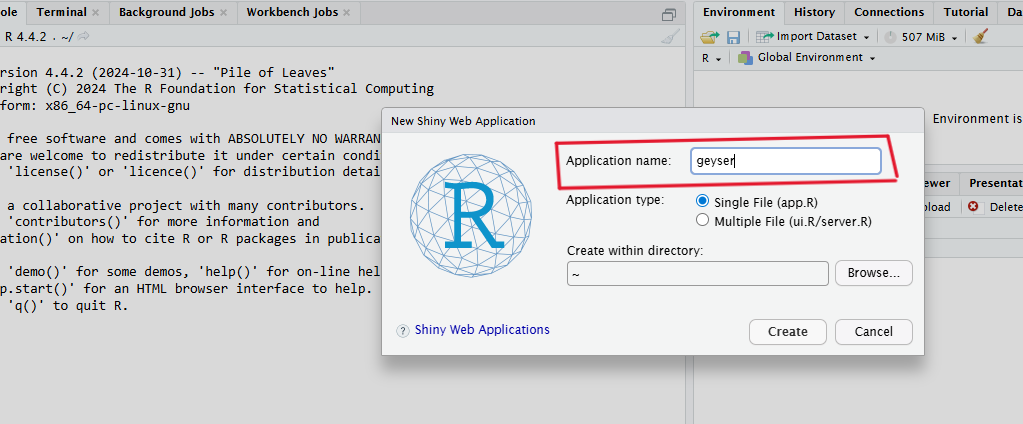 ole Terminal Background Jobs Workbench Jobs
Environment History Connections Tutorial Da
R 4.4.2 . ~/
Import Dataset 507 MiB
R Global Environment
rsion 4.4.2 (2024-10-31) -- "Pile of Leaves"
right (C) 2024 The R Foundation for Statistical Computing
form: x86_64-pc-linux-gnu
free software and comes with ABSOLUTELY NO WARRAN
are welcome to redistribute it under certain condi
'license()' or 'licence()' for distribution detai
a collaborative project with many contributors.
'contributors()' for more information and
ation()' on how to cite R or R packages in publica
'demo()' for some demos, 'help()' for on-line hel
p.start()' for an HTML browser interface to help.
'q()' to quit R.
New Shiny Web Application
R
Application name: geyser
Application type: Single File (app.R)
Multiple File (ui.R/server.R)
Create within directory:
~ Browse...
? Shiny Web Applications Create Cancel
Environment is
ewer Presentat
load Delete